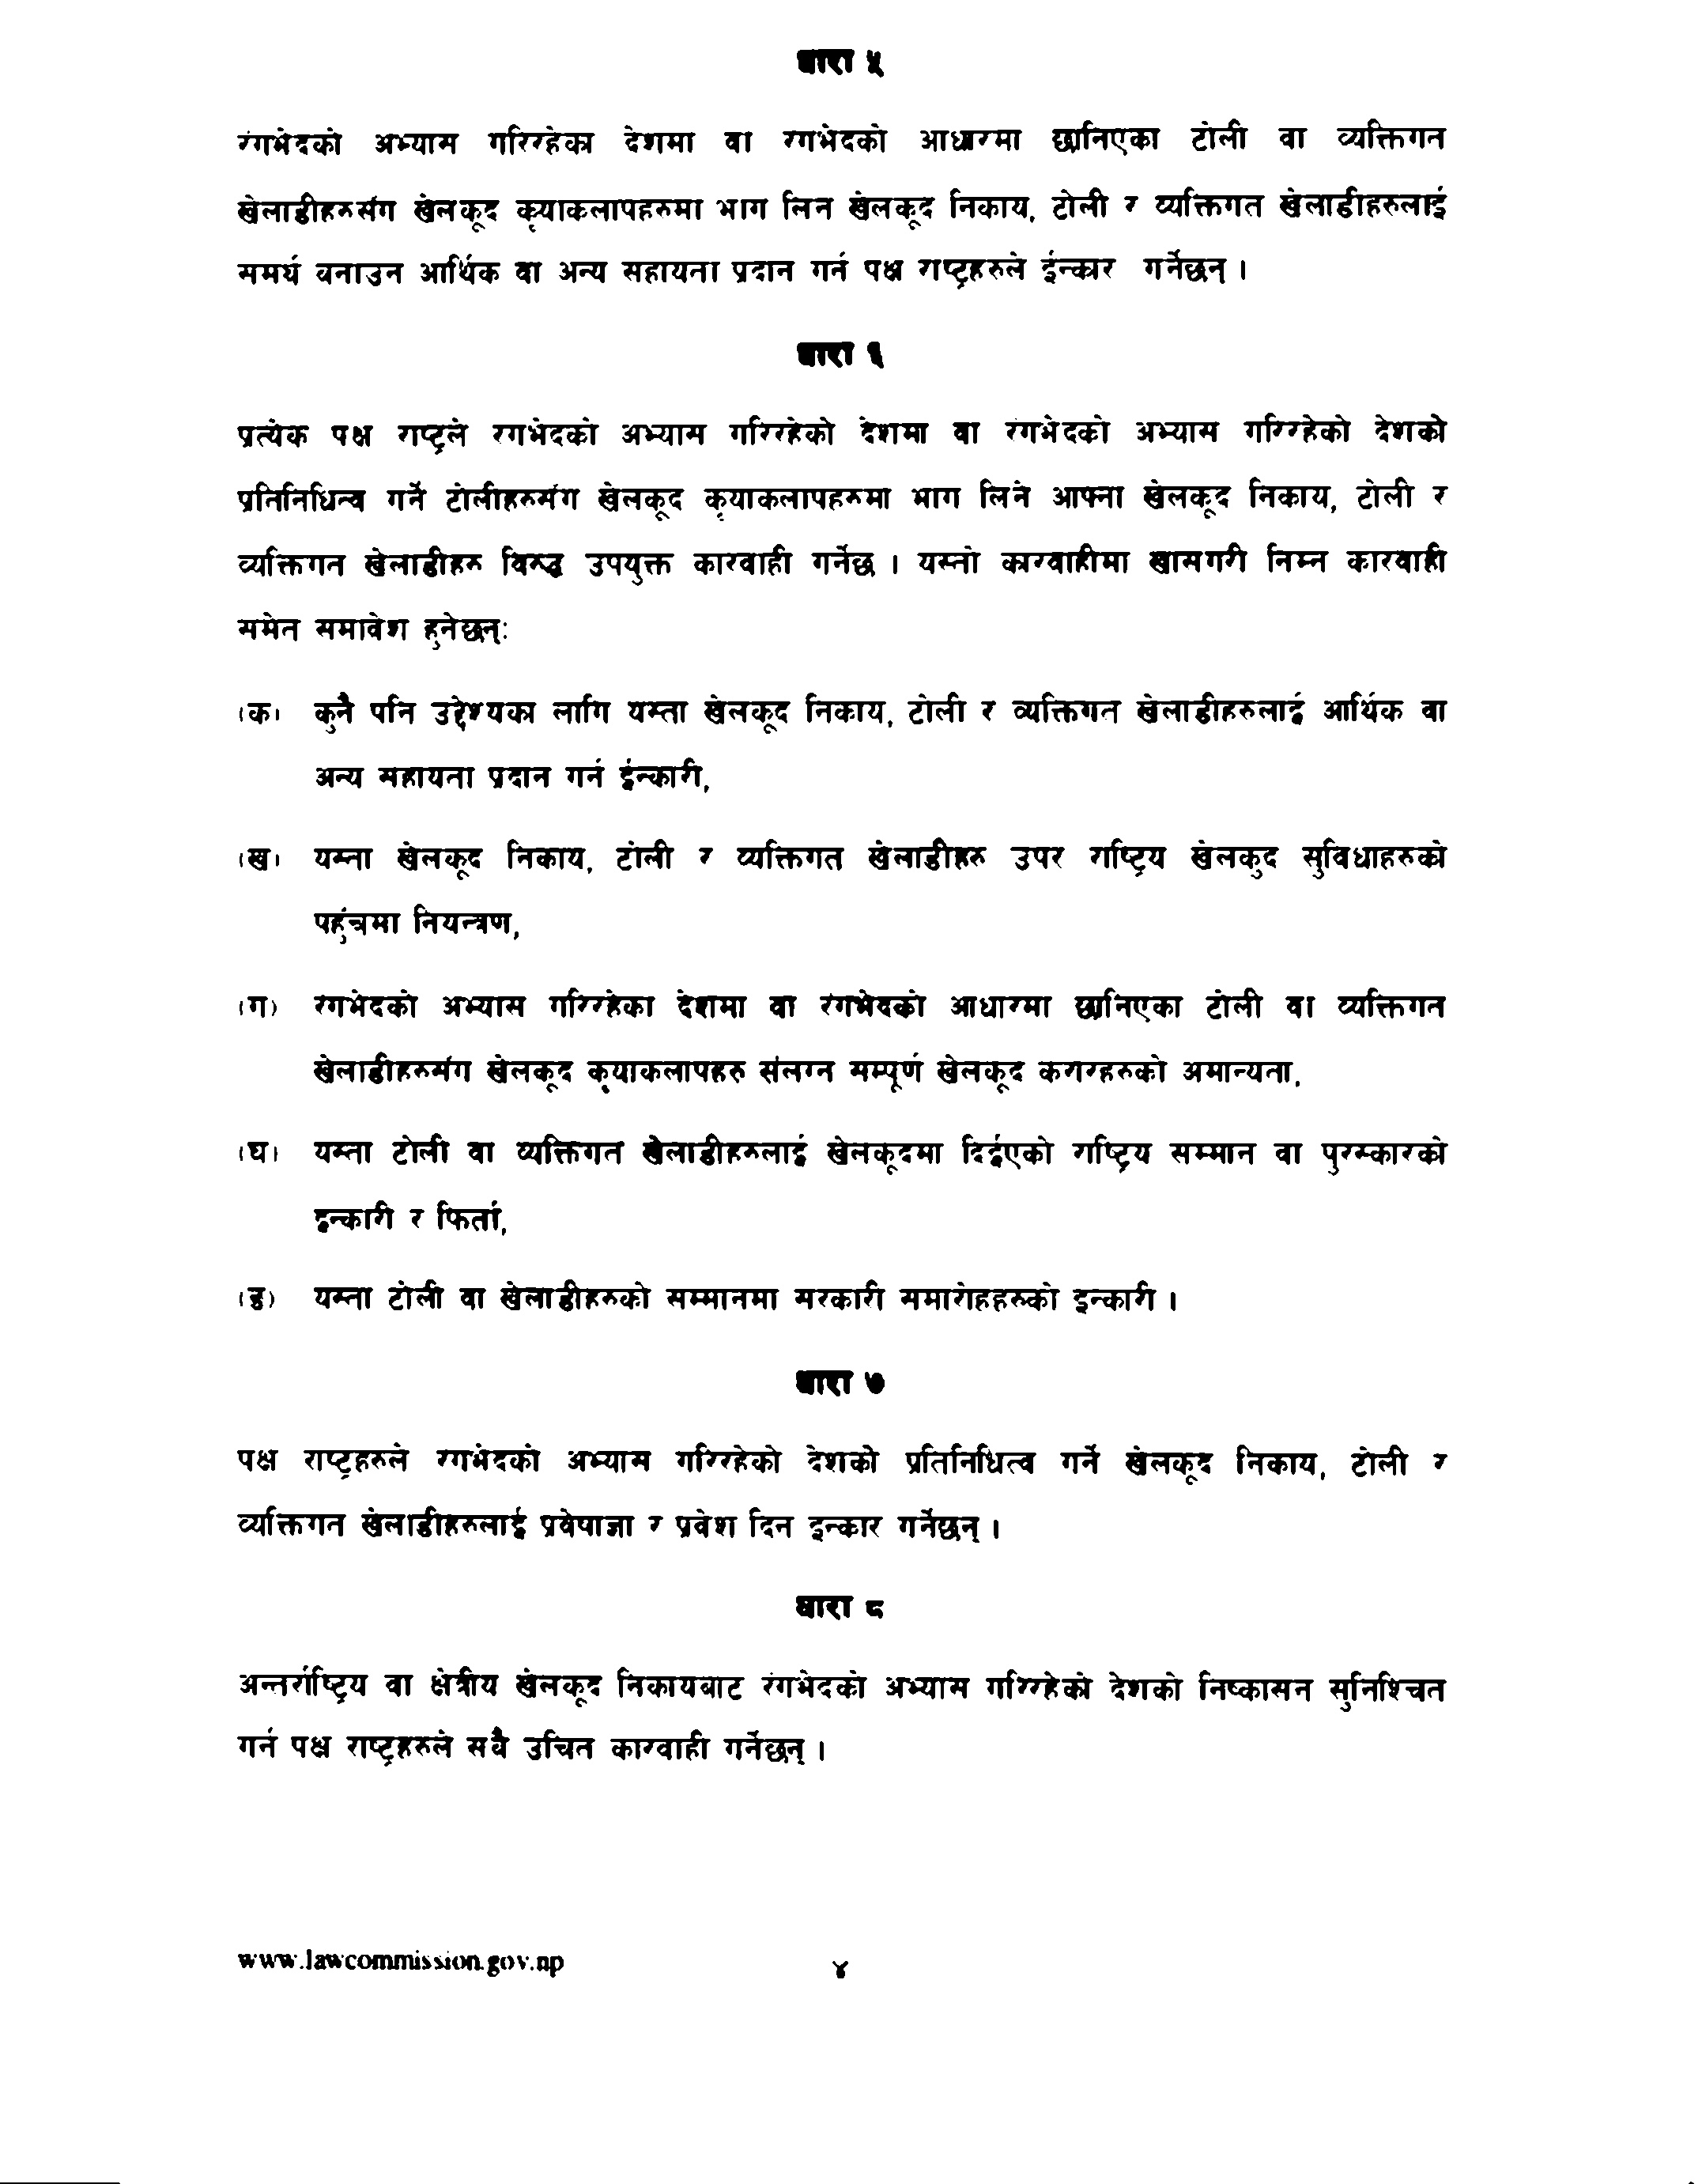 धारा ५
रंगभेदको अभ्यास गरिरहेका देशमा वा रंगभेदको आधारमा छानिएका टोली वा व्यक्तिगत
खेलाडीहरुसंग खेलकूद कृयाकलापहरुमा भाग लिन खेलकूद निकाय, टोली र व्यक्तिगत खेलाडीहरुलाई
समर्थ बनाउन आर्थिक वा अन्य सहायता प्रदान गर्न पक्ष राष्ट्रहरुले ईन्कार गर्नेछन् ।
धारा ६
प्रत्येक पक्ष राष्ट्रले रंगभेदको अभ्यास गरिरहेको देशमा वा रंगभेदको अभ्यास गरिरहेको देशको
प्रतिनिधित्व गर्ने टोलीहरुसंग खेलकूद कृयाकलापहरुमा भाग लिने आफ्ना खेलकूद निकाय, टोली र
व्यक्तिगत खेलाडीहरु विरुद्ध उपयुक्त कारवाही गर्नेछ । यस्तो कारवाहीमा खासगरी निम्न कारवाही
समेत समावेश हुनेछन्ः
(क) कुनै पनि उद्देश्यका लागि यस्ता खेलकूद निकाय, टोली र व्यक्तिगत खेलाडीहरुलाई आर्थिक वा
अन्य सहायता प्रदान गर्न ईन्कारी,
(ख) यस्ता खेलकूद निकाय, टोली र व्यक्तिगत खेलाडीहरु उपर राष्ट्रिय खेलकुद सुविधाहरुको
पहुंचमा नियन्त्रण,
(ग) रंगभेदको अभ्यास गरिरहेका देशमा वा रंगभेदको आधारमा छानिएका टोली वा व्यक्तिगत
खेलाडीहरुसंग खेलकूद कृयाकलापहरु संलग्न सम्पूर्ण खेलकूद करारहरुको अमान्यता,
(घ) यस्ता टोली वा व्यक्तिगत खेलाडीहरुलाई खेलकूदमा दिईएको राष्ट्रिय सम्मान वा पुरस्कारको
इन्कारी र फिर्ता,
(ङ) यस्ता टोली वा खेलाडीहरुको सम्मानमा सरकारी समारोहहरुको इन्कारी ।
धारा ७
पक्ष राष्ट्रहरुले रंगभेदको अभ्यास गरिरहेको देशको प्रतिनिधित्व गर्ने खेलकूद निकाय, टोली र
व्यक्तिगत खेलाडीहरुलाई प्रवेषाज्ञा र प्रवेश दिन इन्कार गर्नेछन् ।
धारा ८
अन्तर्राष्ट्रिय वा क्षेत्रीय खेलकूद निकायबाट रंगभेदको अभ्यास गरिरहेको देशको निष्कासन सुनिश्चित
गर्न पक्ष राष्ट्रहरुले सबै उचित कारवाही गर्नेछन् ।
www.lawcommission.gov.np ४